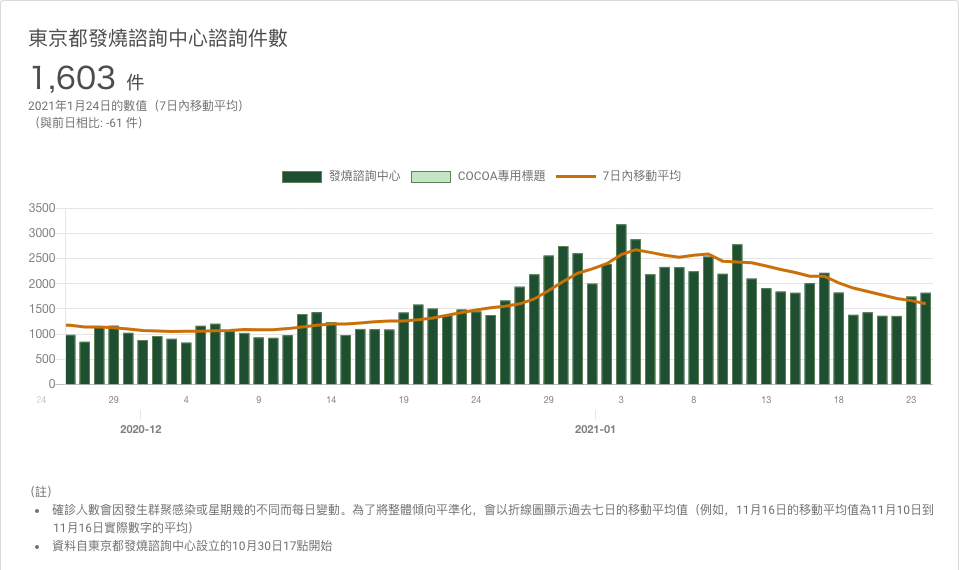 東京都發燒諮詢中心諮詢件數
1,603 件
2021年1月24日的數值（7日內移動平均）
（與前日相比: -61 件）
發燒諮詢中心 COCOA專用標題 7日內移動平均
3500
3000
2500
2000
1500
1000
500
0
24 29 4 9 14 19 24 29 3 8 13 18 23
2020-12 2021-01
（註）
• 確診人數會因發生群聚感染或星期幾的不同而每日變動。為了將整體傾向平準化，會以折線圖顯示過去七日的移動平均值（例如，11月16日的移動平均值為11月10日到
11月16日實際數字的平均）
• 資料自東京都發燒諮詢中心設立的10月30日17點開始